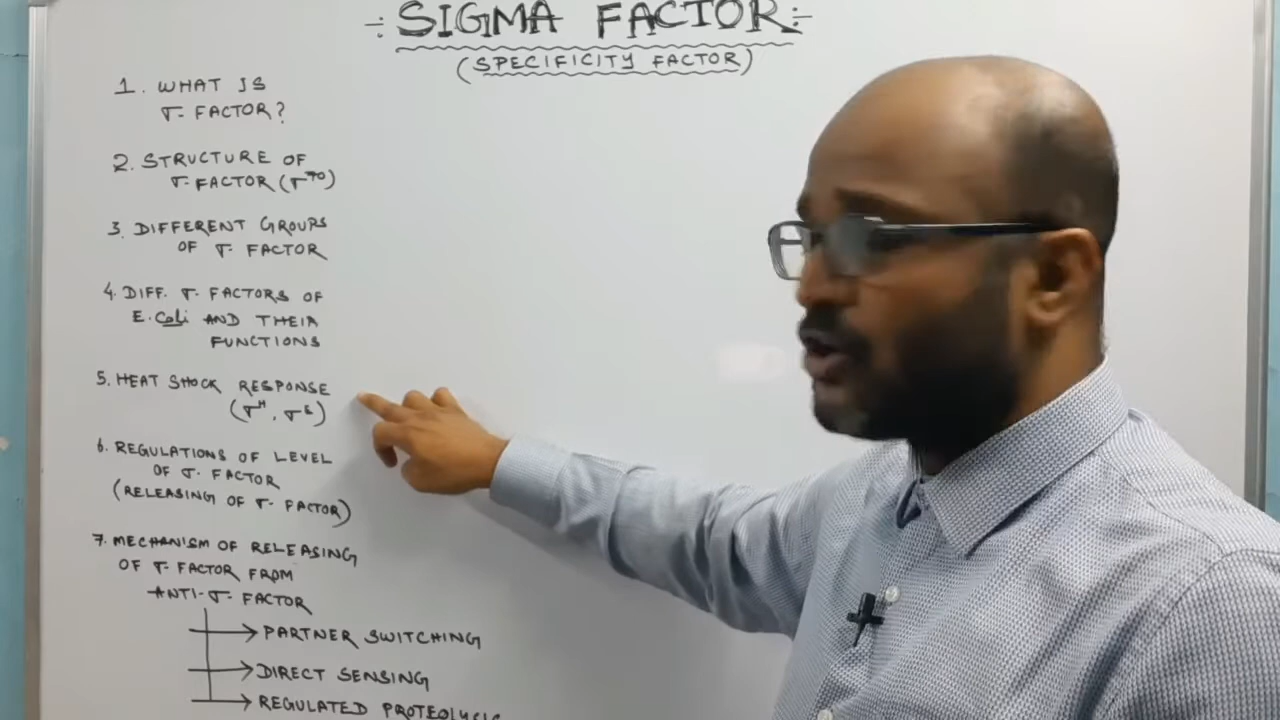 -:- SIGMA FACTOR -:-
(SPECIFICITY FACTOR)
1. WHAT IS
σ-FACTOR?
2. STRUCTURE OF
σ-FACTOR (σ⁷⁰)
3. DIFFERENT GROUPS
OF σ-FACTOR
4. DIFF. σ-FACTORS OF
E.Coli AND THEIR
FUNCTIONS
5. HEAT SHOCK RESPONSE
(σᴴ, σᴱ)
6. REGULATIONS OF LEVEL
OF σ-FACTOR
(RELEASING OF σ-FACTOR)
7. MECHANISM OF RELEASING
OF σ-FACTOR FROM
ANTI-σ-FACTOR
→ PARTNER SWITCHING
→ DIRECT SENSING
→ REGULATED PROTEOLYSIS